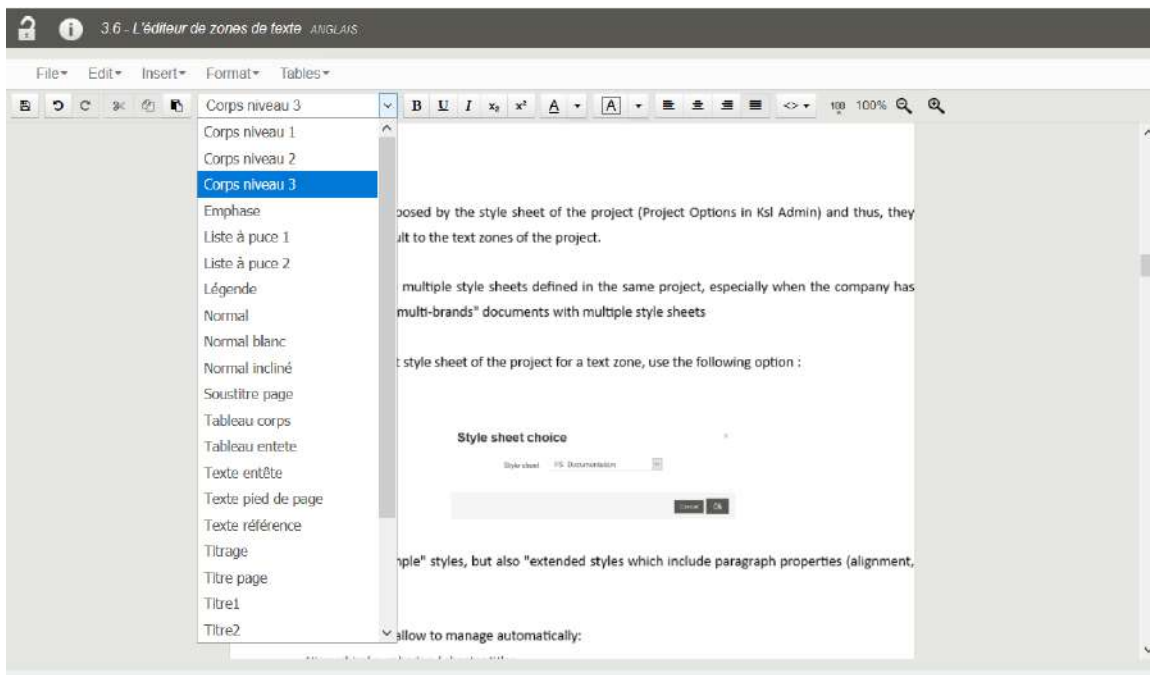 3.6 - L'éditeur de zones de texte ANGLAIS
File Edit Insert Format Tables
Corps niveau 3 B U I x₂ x² A A <> 100 100%
Corps niveau 1
Corps niveau 2
Corps niveau 3
Emphase
Liste à puce 1
Liste à puce 2
Légende
Normal
Normal blanc
Normal incliné
Soustitre page
Tableau corps
Tableau entete
Texte entête
Texte pied de page
Texte référence
Titrage
Titre page
Titre1
Titre2
posed by the style sheet of the project (Project Options in Ksl Admin) and thus, they
ult to the text zones of the project.
multiple style sheets defined in the same project, especially when the company has
multi-brands" documents with multiple style sheets
t style sheet of the project for a text zone, use the following option :
Style sheet choice
Style sheet
Cancel Ok
nple" styles, but also "extended styles which include paragraph properties (alignment,
allow to manage automatically: